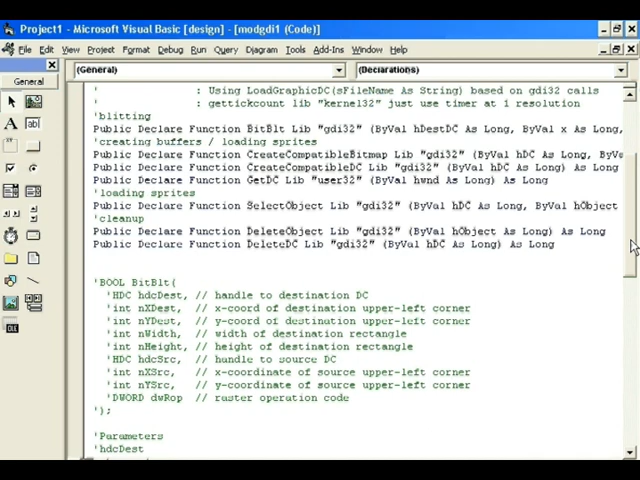 Project1 - Microsoft Visual Basic [design] - [modgdi1 (Code)]
File Edit View Project Format Debug Run Query Diagram Tools Add-Ins Window Help
General
(General) (Declarations)
' : Using LoadGraphicDC(sFileName As String) based on gdi32 calls
' : gettickcount lib "kernel32" just use timer at 1 resolution
'blitting
Public Declare Function BitBlt Lib "gdi32" (ByVal hDestDC As Long, ByVal x As Long,
'creating buffers / loading sprites
Public Declare Function CreateCompatibleBitmap Lib "gdi32" (ByVal hDC As Long, ByVa
Public Declare Function CreateCompatibleDC Lib "gdi32" (ByVal hDC As Long) As Long
Public Declare Function GetDC Lib "user32" (ByVal hwnd As Long) As Long
'loading sprites
Public Declare Function SelectObject Lib "gdi32" (ByVal hDC As Long, ByVal hObject
'cleanup
Public Declare Function DeleteObject Lib "gdi32" (ByVal hObject As Long) As Long
Public Declare Function DeleteDC Lib "gdi32" (ByVal hDC As Long) As Long
'BOOL BitBlt(
'HDC hdcDest, // handle to destination DC
'int nXDest, // x-coord of destination upper-left corner
'int nYDest, // y-coord of destination upper-left corner
'int nWidth, // width of destination rectangle
'int nHeight, // height of destination rectangle
'HDC hdcSrc, // handle to source DC
'int nXSrc, // x-coordinate of source upper-left corner
'int nYSrc, // y-coordinate of source upper-left corner
'DWORD dwRop // raster operation code
');
'Parameters
'hdcDest